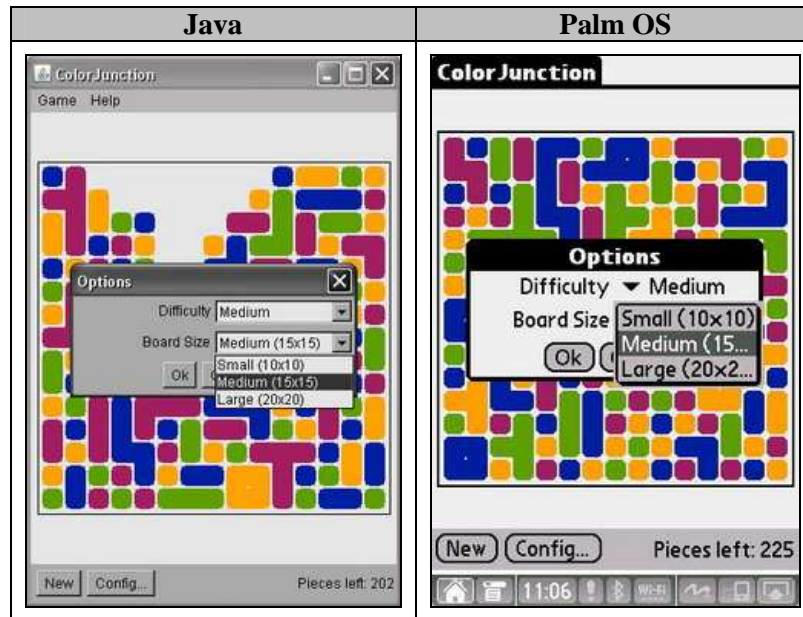 Java
Palm OS
ColorJunction
Game Help
Options
Difficulty Medium
Board Size Medium (15x15)
Small (10x10)
Ok
Medium (15x15)
Large (20x20)
New Config... Pieces left: 202
ColorJunction
Options
Difficulty Medium
Board Size Small (10x10)
Medium (15...
Ok
Large (20x2...
New Config... Pieces left: 225
11:06 Wi-Fi